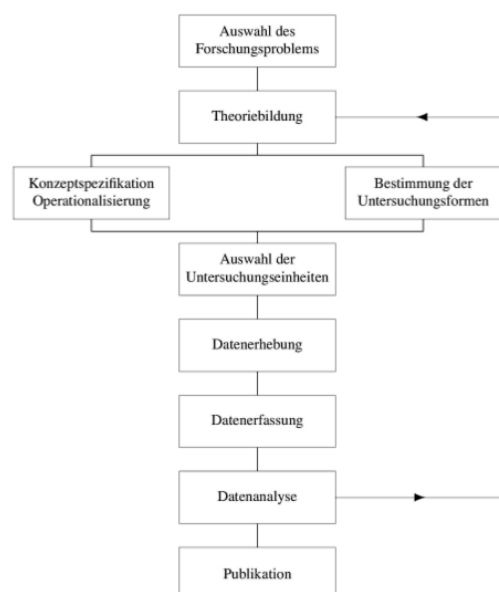 Auswahl des
Forschungsproblems
Theoriebildung
Konzeptspezifikation
Operationalisierung
Bestimmung der
Untersuchungsformen
Auswahl der
Untersuchungseinheiten
Datenerhebung
Datenerfassung
Datenanalyse
Publikation